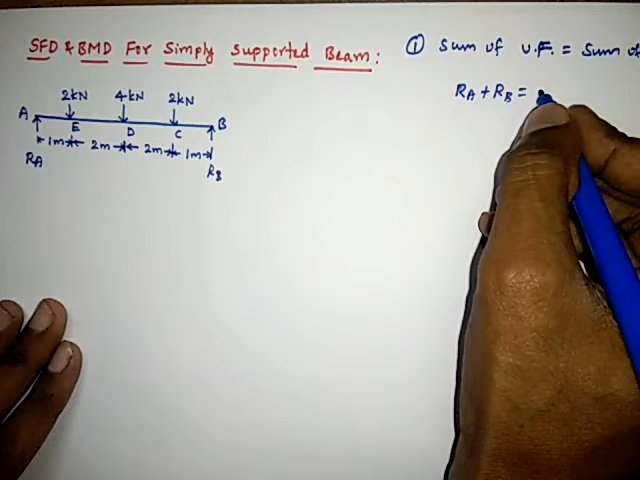 SFD & BMD For Simply Supported Beam:
① Sum of V.F. = Sum of
RA + RB =
2kN 4kN 2kN
A B
E D C
1m 2m 2m 1m
RA RB